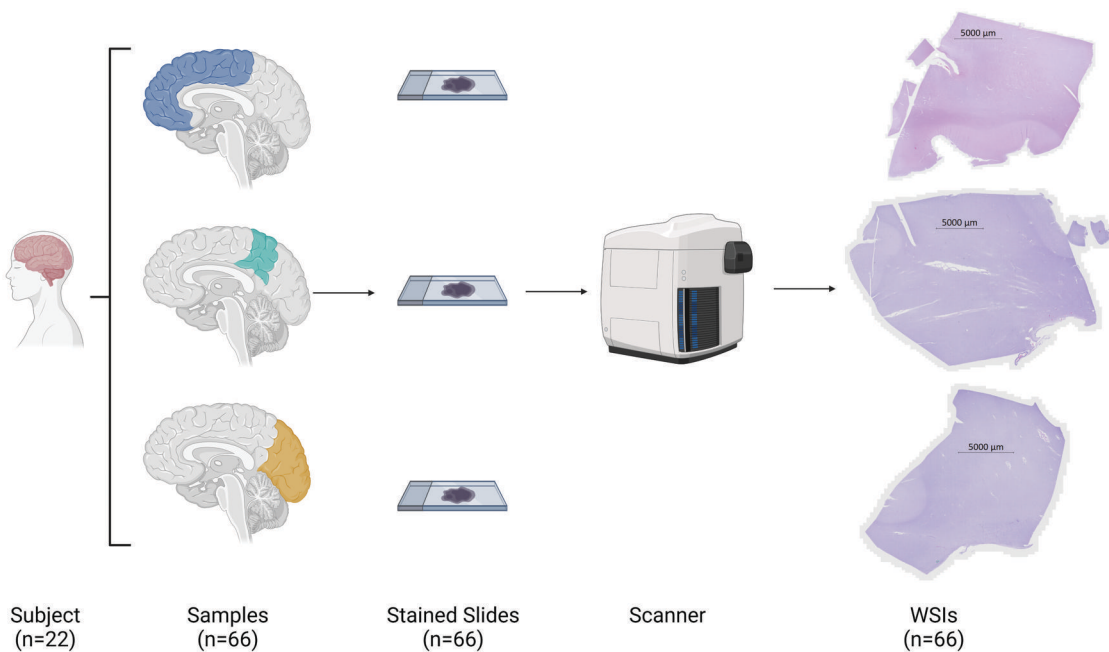 5000 µm
5000 µm
5000 µm
Subject
(n=22)
Samples
(n=66)
Stained Slides
(n=66)
Scanner
WSIs
(n=66)